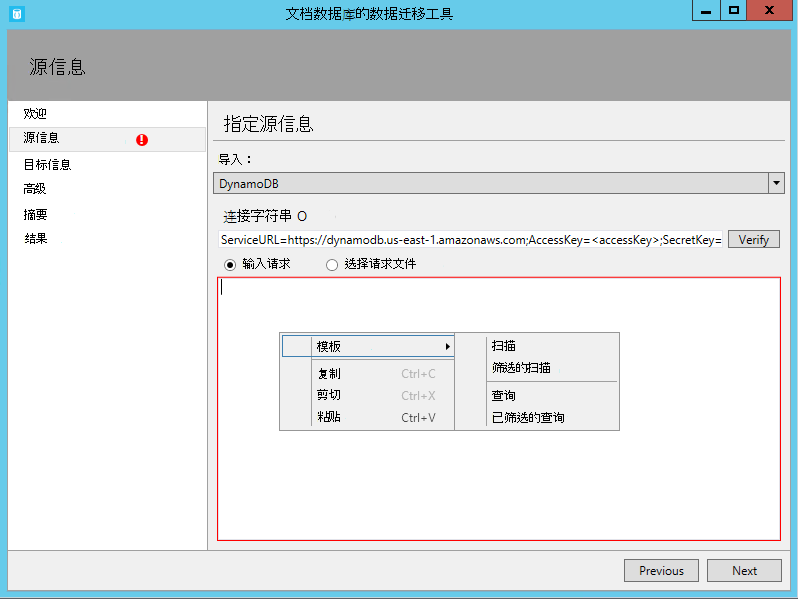 文档数据库的数据迁移工具
源信息
欢迎
源信息
目标信息
高级
摘要
结果
指定源信息
导入：
DynamoDB
连接字符串 O
ServiceURL=https://dynamodb.us-east-1.amazonaws.com;AccessKey=<accessKey>;SecretKey=
Verify
输入请求 选择请求文件
模板
复制 Ctrl+C
剪切 Ctrl+X
粘贴 Ctrl+V
扫描
筛选的扫描
查询
已筛选的查询
Previous Next